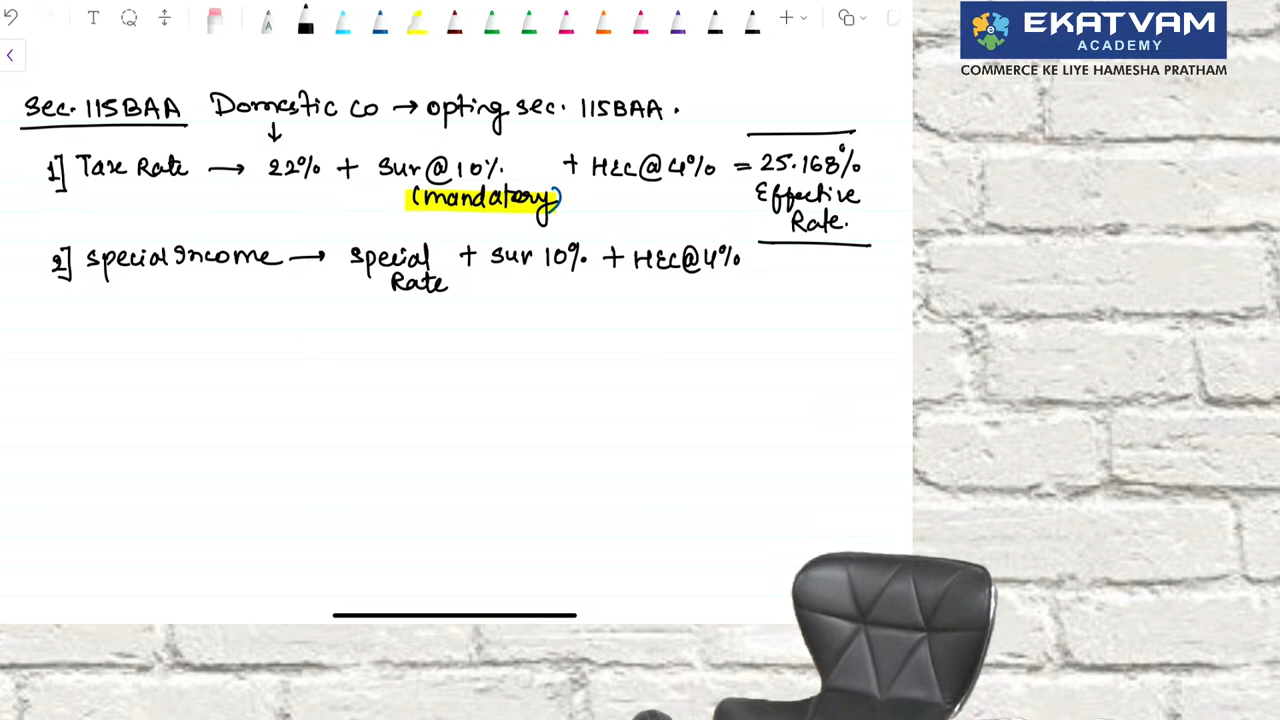 EKATVAM
ACADEMY
COMMERCE KE LIYE HAMESHA PRATHAM
Sec. 115BAA Domestic Co → opting sec. 115BAA.
↓
1] Tax Rate → 22% + Sur@10% + HEC@4% = 25.168%
(mandatory) Effective
Rate.
2] Special Income → Special + Sur 10% + HEC@4%
Rate